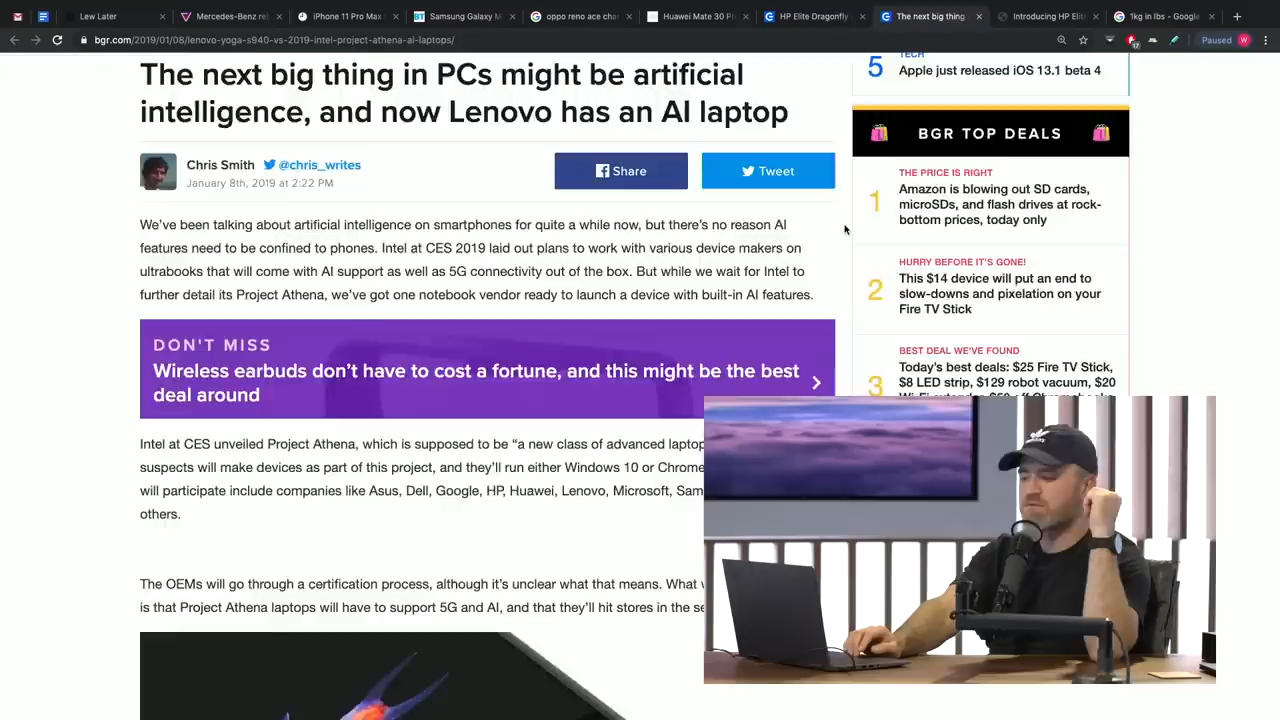 Lew Later
Mercedes-Benz re
iPhone 11 Pro Max
Samsung Galaxy M
oppo reno ace char
Huawei Mate 30 P
HP Elite Dragonfly
The next big thing
Introducing HP Elit
1kg in lbs - Google
bgr.com/2019/01/08/lenovo-yoga-s940-vs-2019-intel-project-athena-ai-laptops/
17
Paused
W
The next big thing in PCs might be artificial
intelligence, and now Lenovo has an AI laptop
Chris Smith @chris_writes
January 8th, 2019 at 2:22 PM
Share
Tweet
We've been talking about artificial intelligence on smartphones for quite a while now, but there's no reason AI
features need to be confined to phones. Intel at CES 2019 laid out plans to work with various device makers on
ultrabooks that will come with AI support as well as 5G connectivity out of the box. But while we wait for Intel to
further detail its Project Athena, we've got one notebook vendor ready to launch a device with built-in AI features.
DON'T MISS
Wireless earbuds don't have to cost a fortune, and this might be the best
deal around
Intel at CES unveiled Project Athena, which is supposed to be "a new class of advanced laptop
suspects will make devices as part of this project, and they'll run either Windows 10 or Chrome
will participate include companies like Asus, Dell, Google, HP, Huawei, Lenovo, Microsoft, Sam
others.
The OEMs will go through a certification process, although it's unclear what that means. What
is that Project Athena laptops will have to support 5G and AI, and that they'll hit stores in the se
TECH
5
Apple just released iOS 13.1 beta 4
BGR TOP DEALS
THE PRICE IS RIGHT
1
Amazon is blowing out SD cards,
microSDs, and flash drives at rock-
bottom prices, today only
HURRY BEFORE IT'S GONE!
2
This $14 device will put an end to
slow-downs and pixelation on your
Fire TV Stick
BEST DEAL WE'VE FOUND
3
Today's best deals: $25 Fire TV Stick,
$8 LED strip, $129 robot vacuum, $20